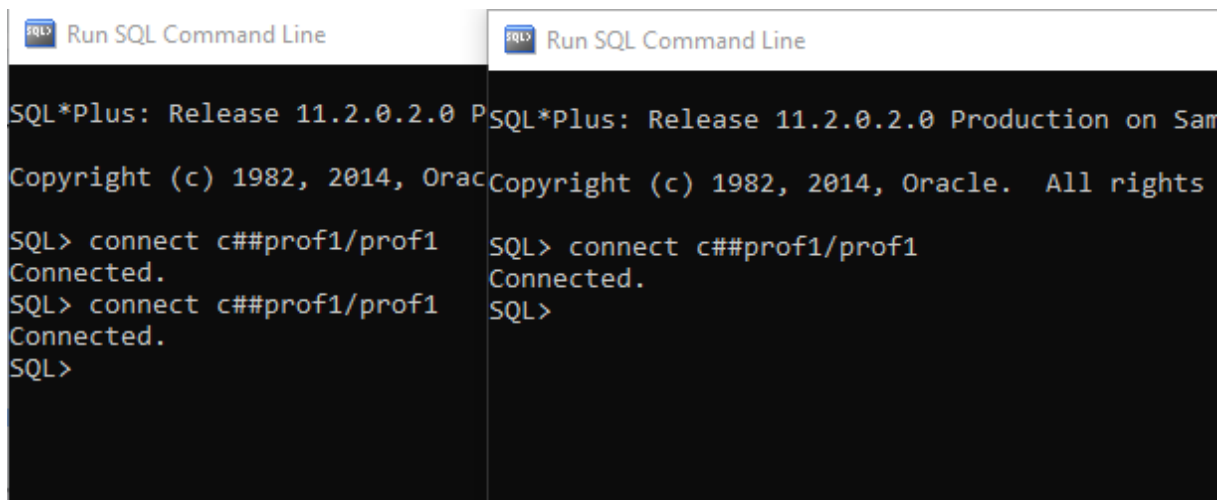 Run SQL Command Line
SQL*Plus: Release 11.2.0.2.0 P
Copyright (c) 1982, 2014, Orac
SQL> connect c##prof1/prof1
Connected.
SQL> connect c##prof1/prof1
Connected.
SQL>
Run SQL Command Line
SQL*Plus: Release 11.2.0.2.0 Production on Sam
Copyright (c) 1982, 2014, Oracle.  All rights
SQL> connect c##prof1/prof1
Connected.
SQL>